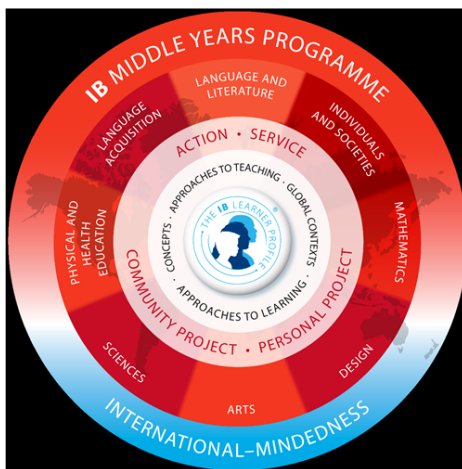 IB MIDDLE YEARS PROGRAMME
LANGUAGE AND
LITERATURE
INDIVIDUALS
AND SOCIETIES
MATHEMATICS
DESIGN
ARTS
SCIENCES
PHYSICAL AND
HEALTH
EDUCATION
LANGUAGE
ACQUISITION
ACTION • SERVICE
COMMUNITY PROJECT • PERSONAL PROJECT
APPROACHES TO TEACHING · GLOBAL CONTEXTS
· APPROACHES TO LEARNING · CONCEPTS ·
THE IB LEARNER PROFILE
®
INTERNATIONAL–MINDEDNESS